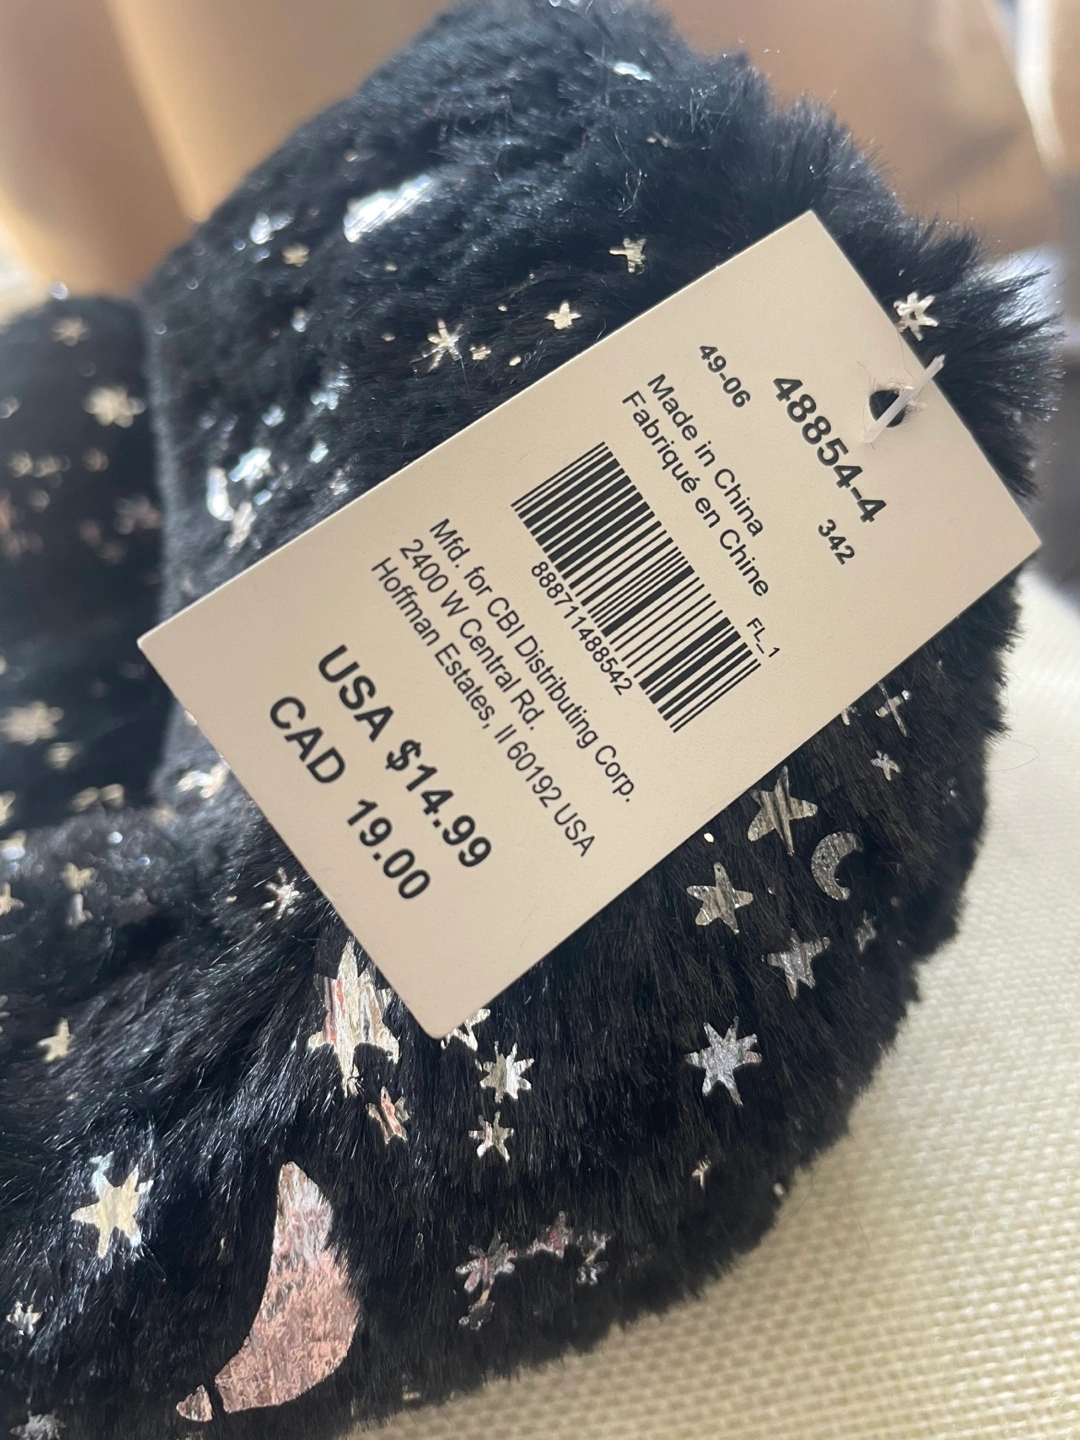 48854-4
342
49-06
Made in China
Fabriqué en Chine
FL_1
888711488542
Mfd. for CBI Distributing Corp.
2400 W Central Rd.
Hoffman Estates, Il 60192 USA
USA $14.99
CAD 19.00